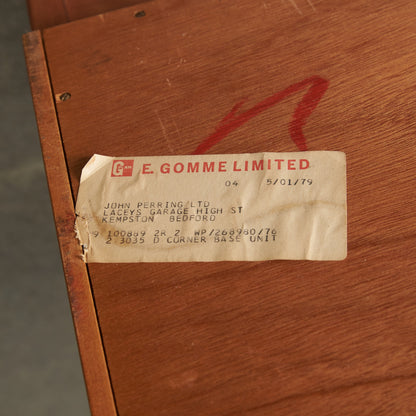 E. GOMME LIMITED
04 5/01/79
JOHN PERRING/LTD
LACEYS GARAGE HIGH ST
KEMPSTON BEDFORD
9 100869 2R 2 WP/268980/76
2 3035 D CORNER BASE UNIT